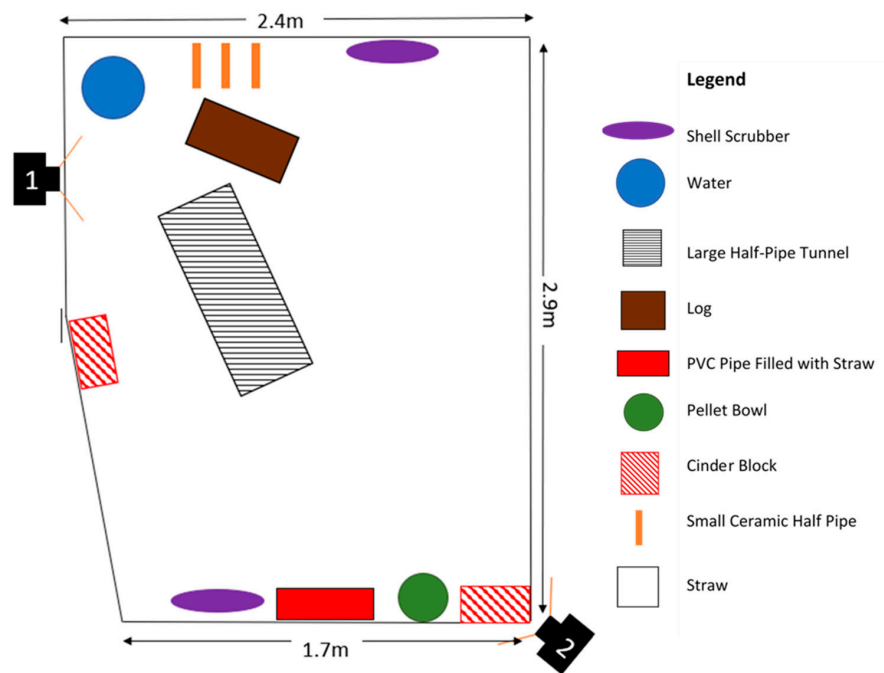 2.4m
1
2.9m
1.7m
2
Legend
Shell Scrubber
Water
Large Half-Pipe Tunnel
Log
PVC Pipe Filled with Straw
Pellet Bowl
Cinder Block
Small Ceramic Half Pipe
Straw